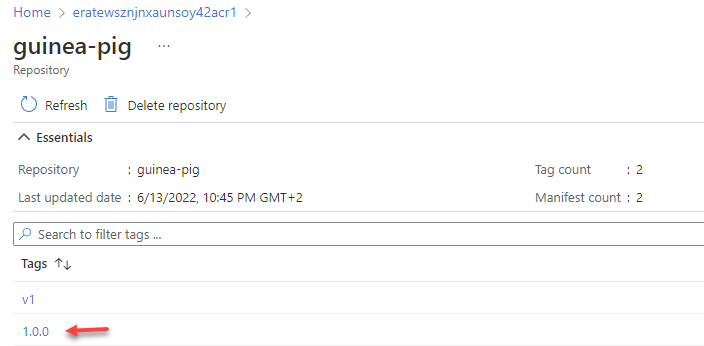 Home > eratewsznjnxaunsoy42acr1 >
guinea-pig ...
Repository
Refresh Delete repository
Essentials
Repository : guinea-pig Tag count : 2
Last updated date : 6/13/2022, 10:45 PM GMT+2 Manifest count : 2
Search to filter tags ...
Tags ↑↓
v1
1.0.0